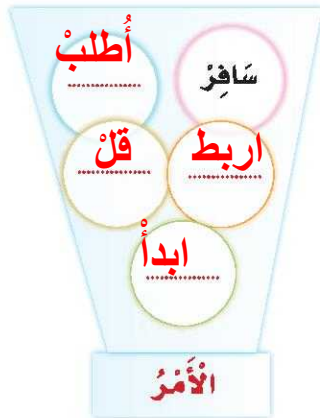 سَافِرْ
أُطلبْ
اربط
قلْ
ابدأْ
الْأَمْرُ